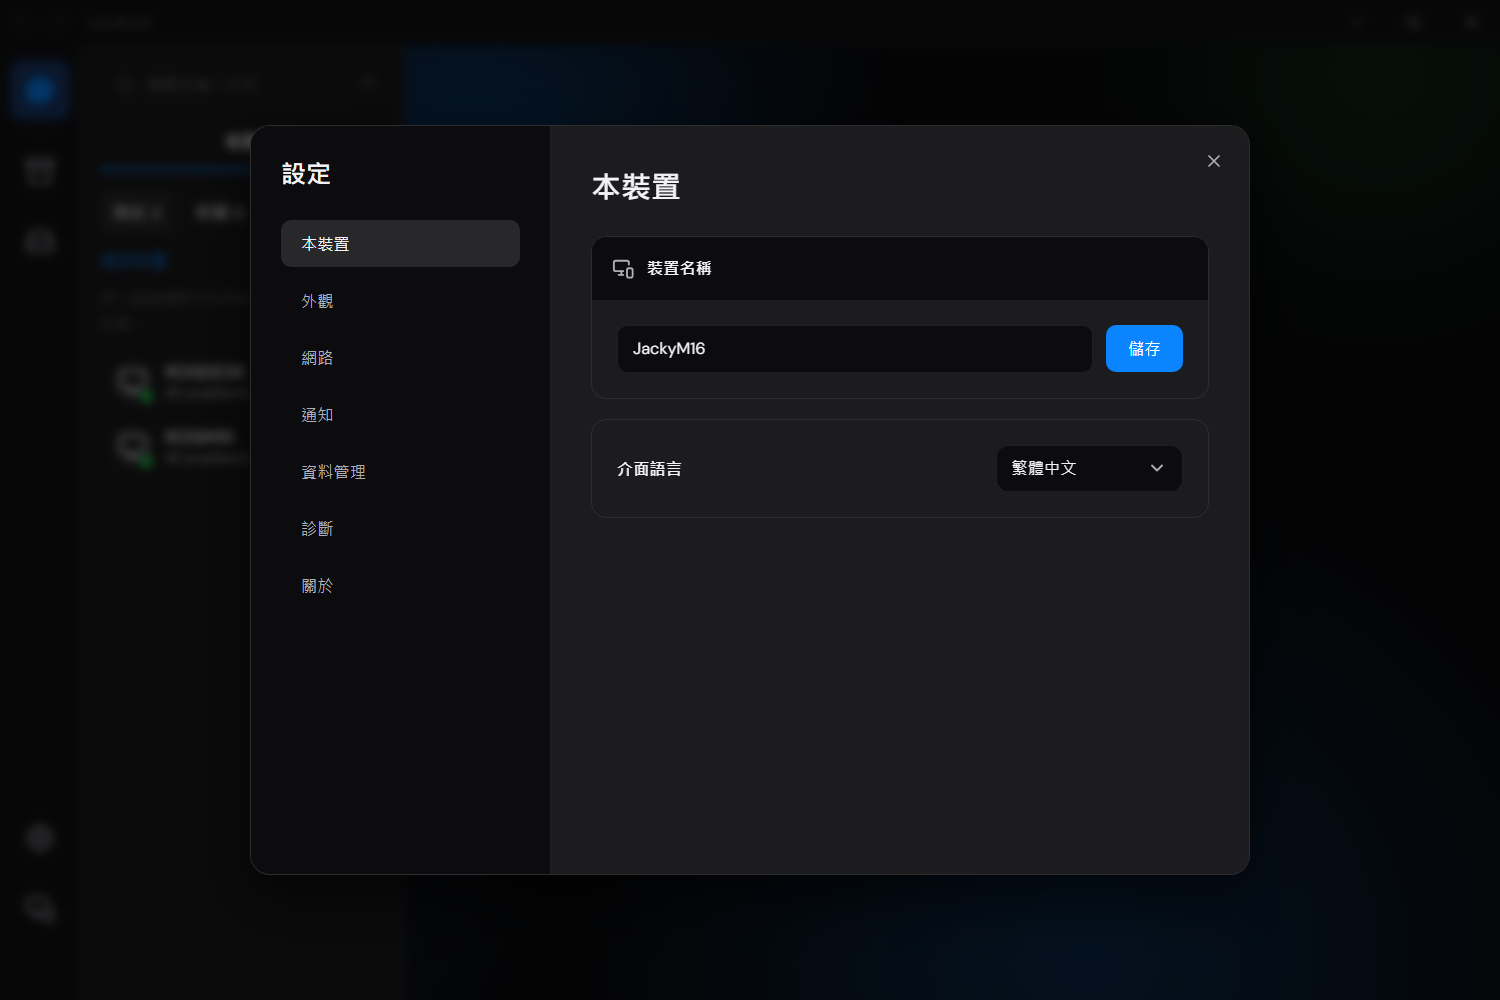 設定
本裝置
外觀
網路
通知
資料管理
診斷
關於
本裝置
裝置名稱
JackyM16
儲存
介面語言
繁體中文